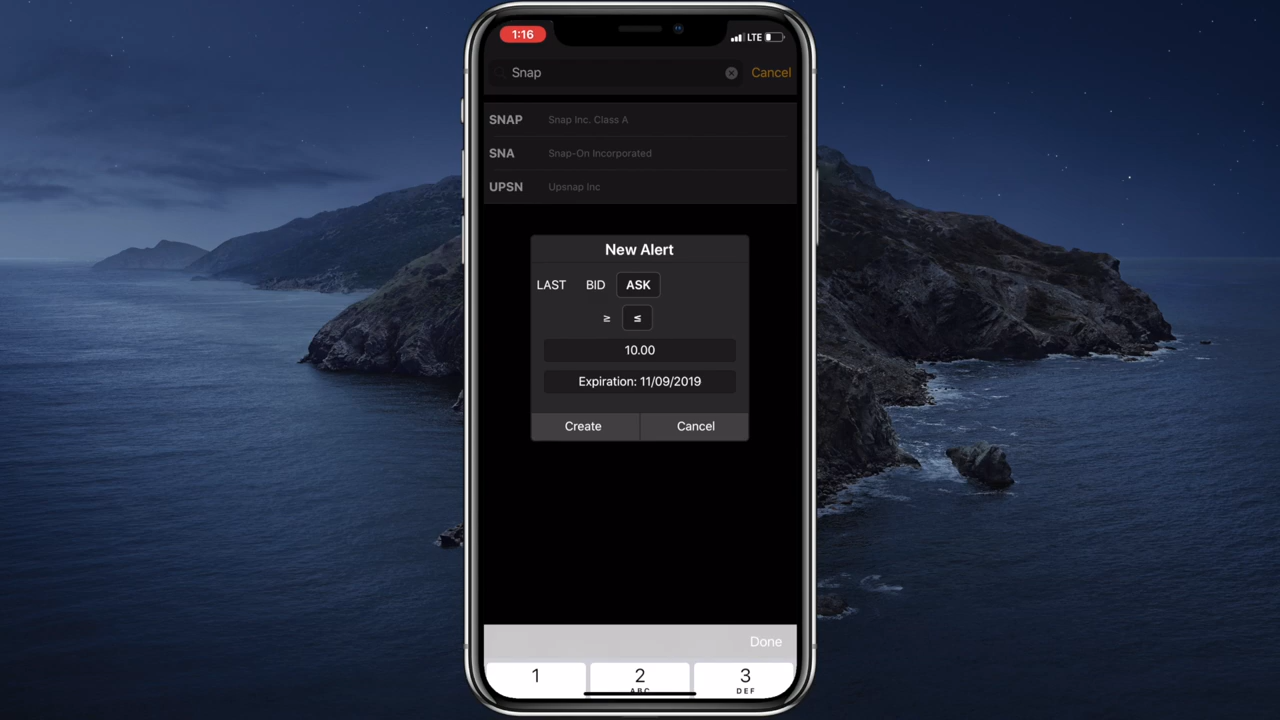 1:16
LTE
Snap
Cancel
SNAP Snap Inc. Class A
SNA Snap-On Incorporated
UPSN Upsnap Inc
New Alert
LAST BID ASK
≥ ≤
10.00
Expiration: 11/09/2019
Create Cancel
Done
1 2 3
ABC DEF